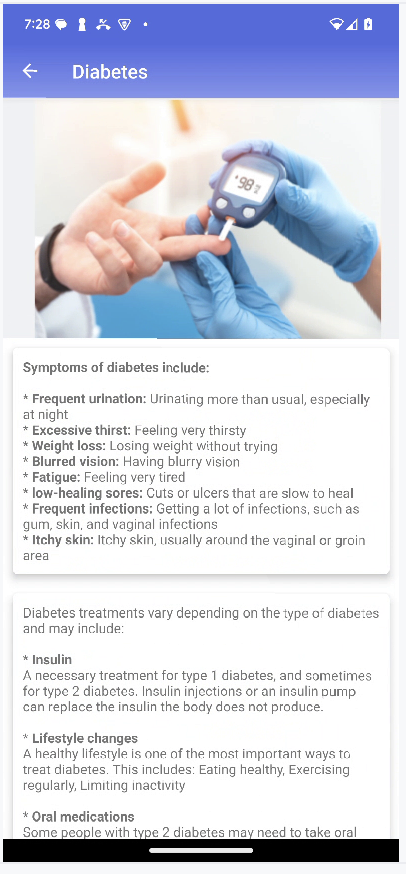 7:28
Diabetes
98
Symptoms of diabetes include:
* Frequent urination: Urinating more than usual, especially
at night
* Excessive thirst: Feeling very thirsty
* Weight loss: Losing weight without trying
* Blurred vision: Having blurry vision
* Fatigue: Feeling very tired
* low-healing sores: Cuts or ulcers that are slow to heal
* Frequent infections: Getting a lot of infections, such as
gum, skin, and vaginal infections
* Itchy skin: Itchy skin, usually around the vaginal or groin
area
Diabetes treatments vary depending on the type of diabetes
and may include:
* Insulin
A necessary treatment for type 1 diabetes, and sometimes
for type 2 diabetes. Insulin injections or an insulin pump
can replace the insulin the body does not produce.
* Lifestyle changes
A healthy lifestyle is one of the most important ways to
treat diabetes. This includes: Eating healthy, Exercising
regularly, Limiting inactivity
* Oral medications
Some people with type 2 diabetes may need to take oral